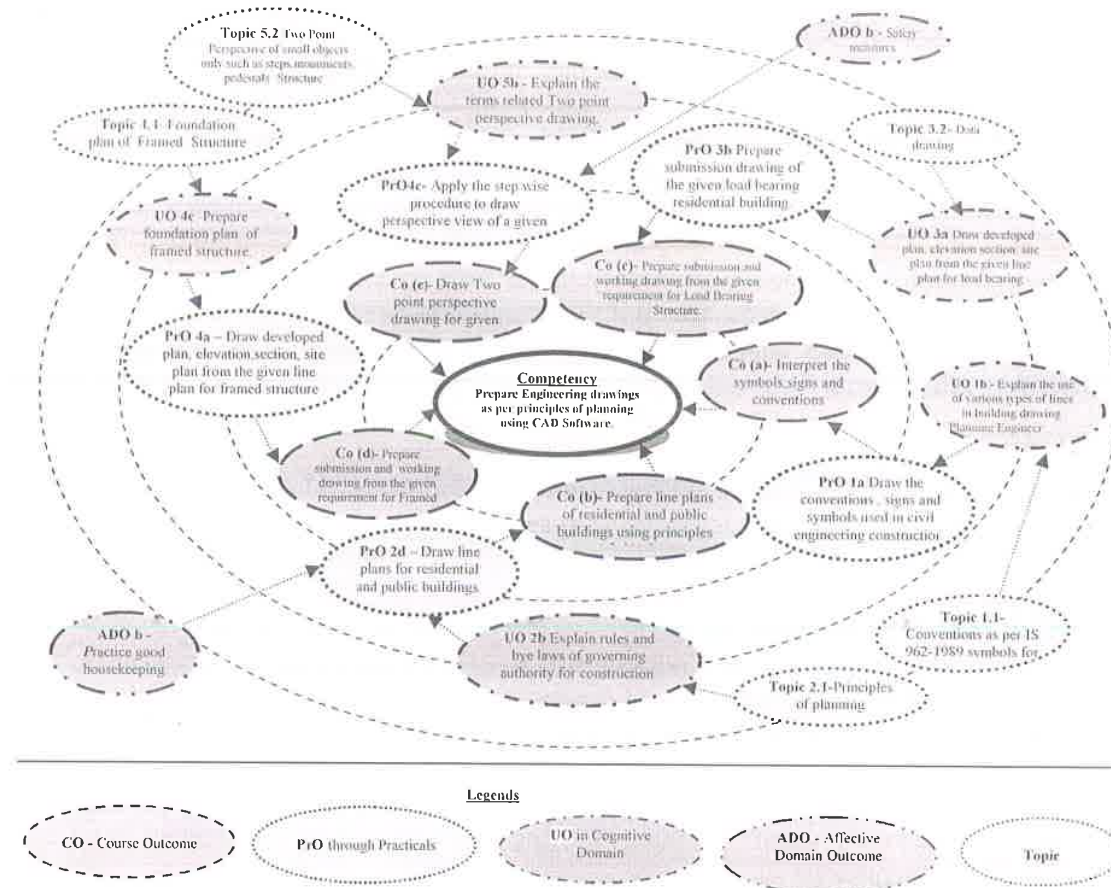 Topic 5.2 Two Point
Perspective of small objects
only such as steps, monuments,
pedestals Structure
ADO b - Safety
measures
UO 5b - Explain the
terms related Two point
perspective drawing.
Topic 1.1-Foundation
plan of Framed Structure
Topic 3.2- Data
drawing
PrO4c- Apply the step wise
procedure to draw
perspective view of a given
PrO 3b Prepare
submission drawing of
the given load bearing
residential building
UO 4c -Prepare
foundation plan of
framed structure
UO 3a Draw developed
plan, elevation section, site
plan from the given line
plant for load bearing
Co (e)- Draw Two
point perspective
drawing for given
Co (c)- Prepare submission and
working drawing from the given
requirement for Load Bearing
Structure.
PrO 4a – Draw developed
plan, elevation, section, site
plan from the given line
plan for framed structure
Competency
Prepare Engineering drawings
as per principles of planning
using CAD Software.
Co (a)- Interpret the
symbols, signs and
conventions
UO 1b - Explain the use
of various types of lines
in building drawing
Planning Engineer
Co (d)- Prepare
submission and working
drawing from the given
requirement for Framed
Co (b)- Prepare line plans
of residential and public
buildings using principles
PrO 1a Draw the
conventions , signs and
symbols used in civil
engineering construction
PrO 2d – Draw line
plans for residential
and public buildings
ADO b -
Practice good
housekeeping
UO 2b Explain rules and
bye laws of governing
authority for construction
Topic 1.1-
Conventions as per IS
962-1989 symbols for
Topic 2.1-Principles
of planning
Legends
CO - Course Outcome
PrO through Practicals
UO in Cognitive
Domain
ADO - Affective
Domain Outcome
Topic